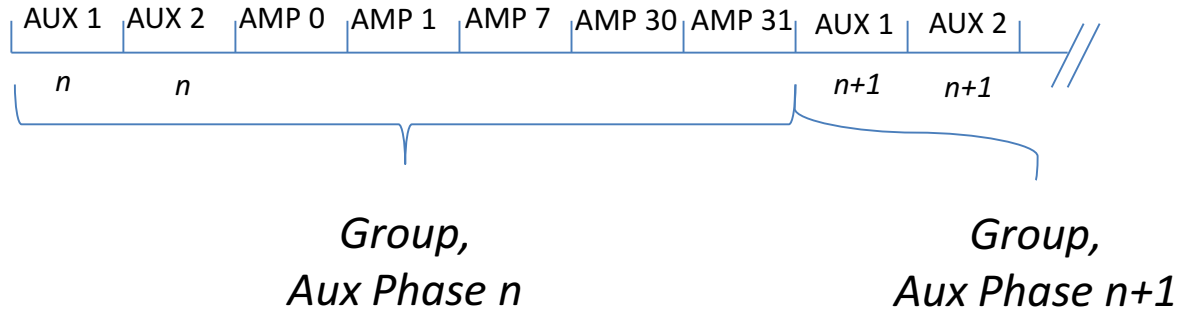 AUX 1 AUX 2 AMP 0 AMP 1 AMP 7 AMP 30 AMP 31 AUX 1 AUX 2
n n n+1 n+1
Group, Group,
Aux Phase n Aux Phase n+1